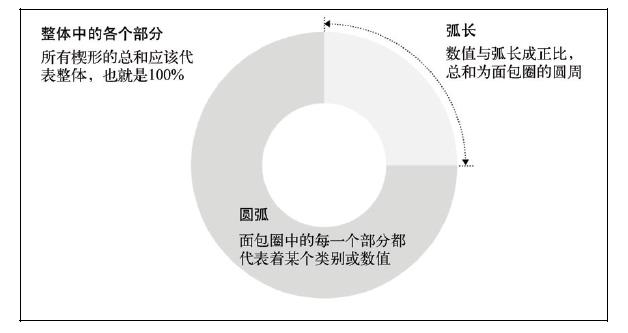 整体中的各个部分
所有楔形的总和应该代
表整体，也就是100%
弧长
数值与弧长成正比，
总和为面包圈的圆周
圆弧
面包圈中的每一个部分都
代表着某个类别或数值